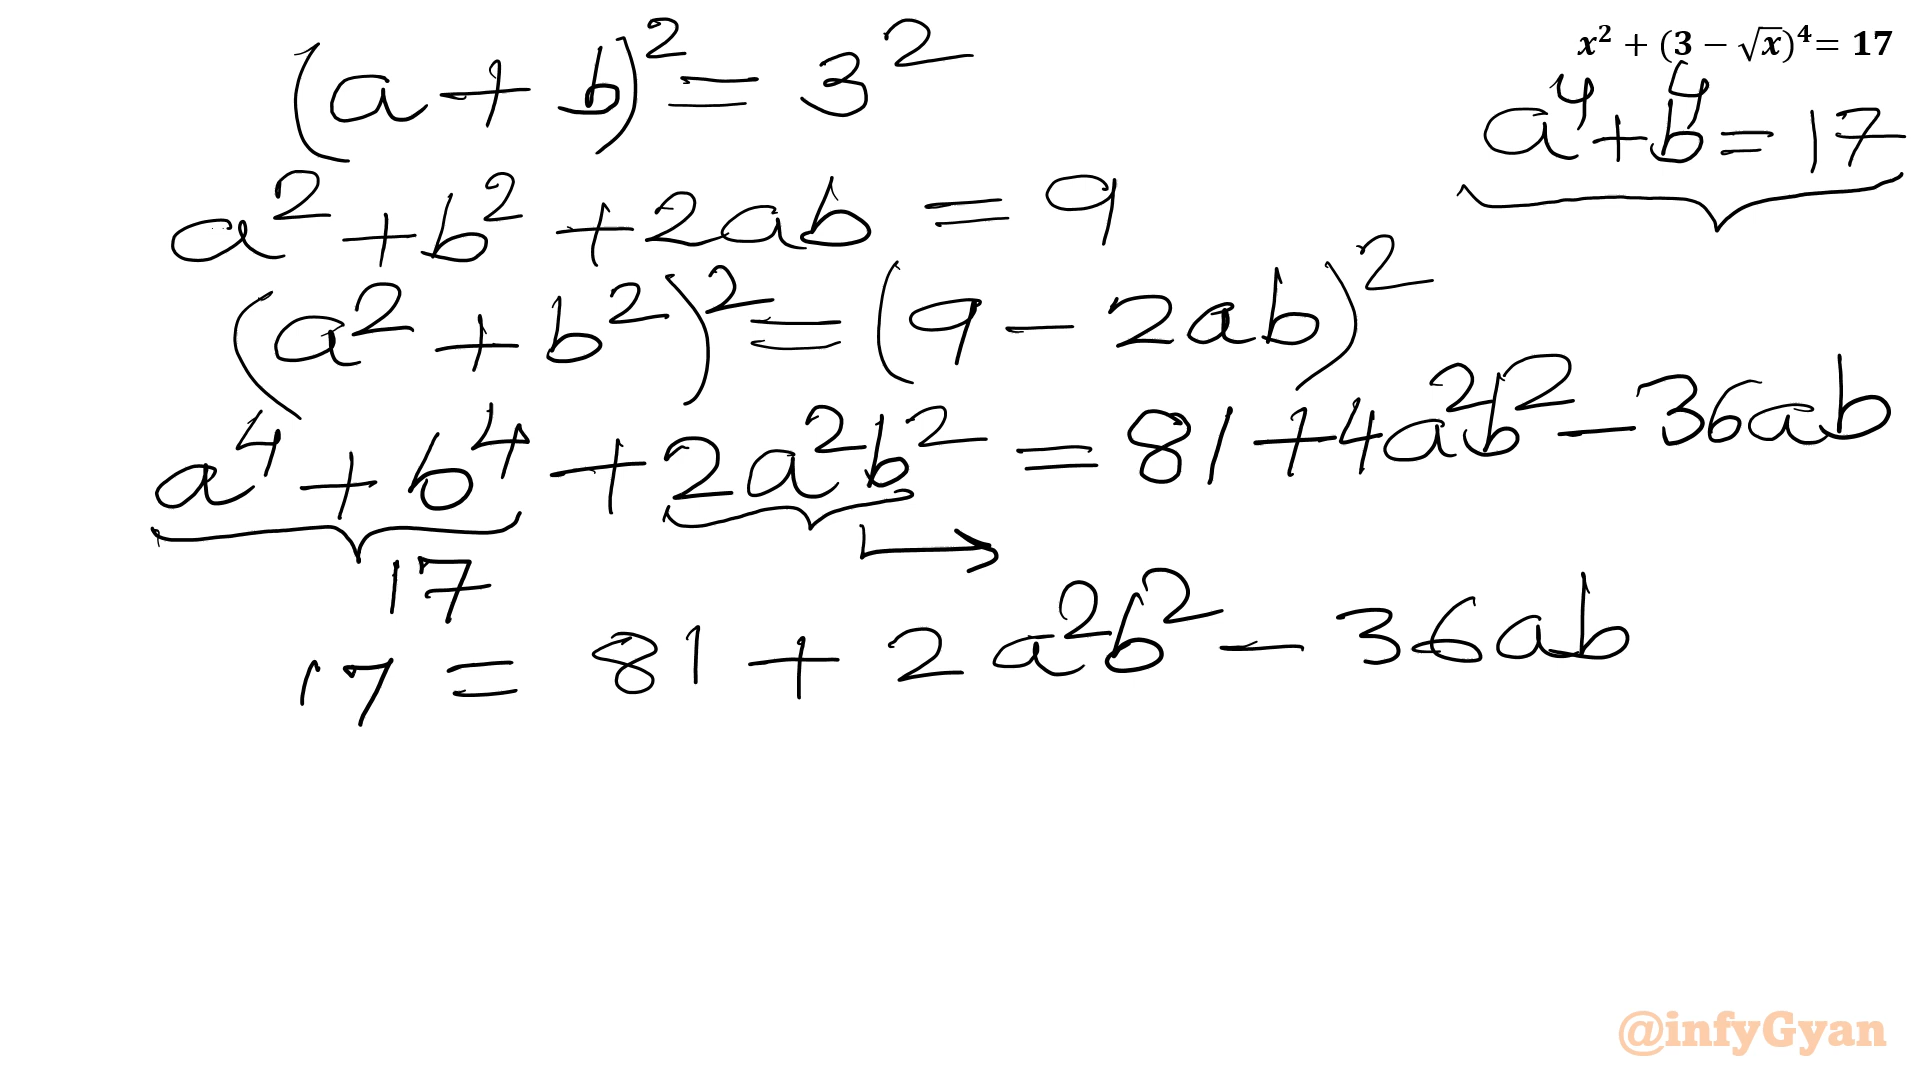 x² + (3 − √x)⁴ = 17
a⁴ + b⁴ = 17
(a + b)² = 3²
a² + b² + 2ab = 9
(a² + b²)² = (9 − 2ab)²
a⁴ + b⁴ + 2a²b² = 81 + 4a²b² − 36ab
17
17 = 81 + 2a²b² − 36ab
@infyGyan